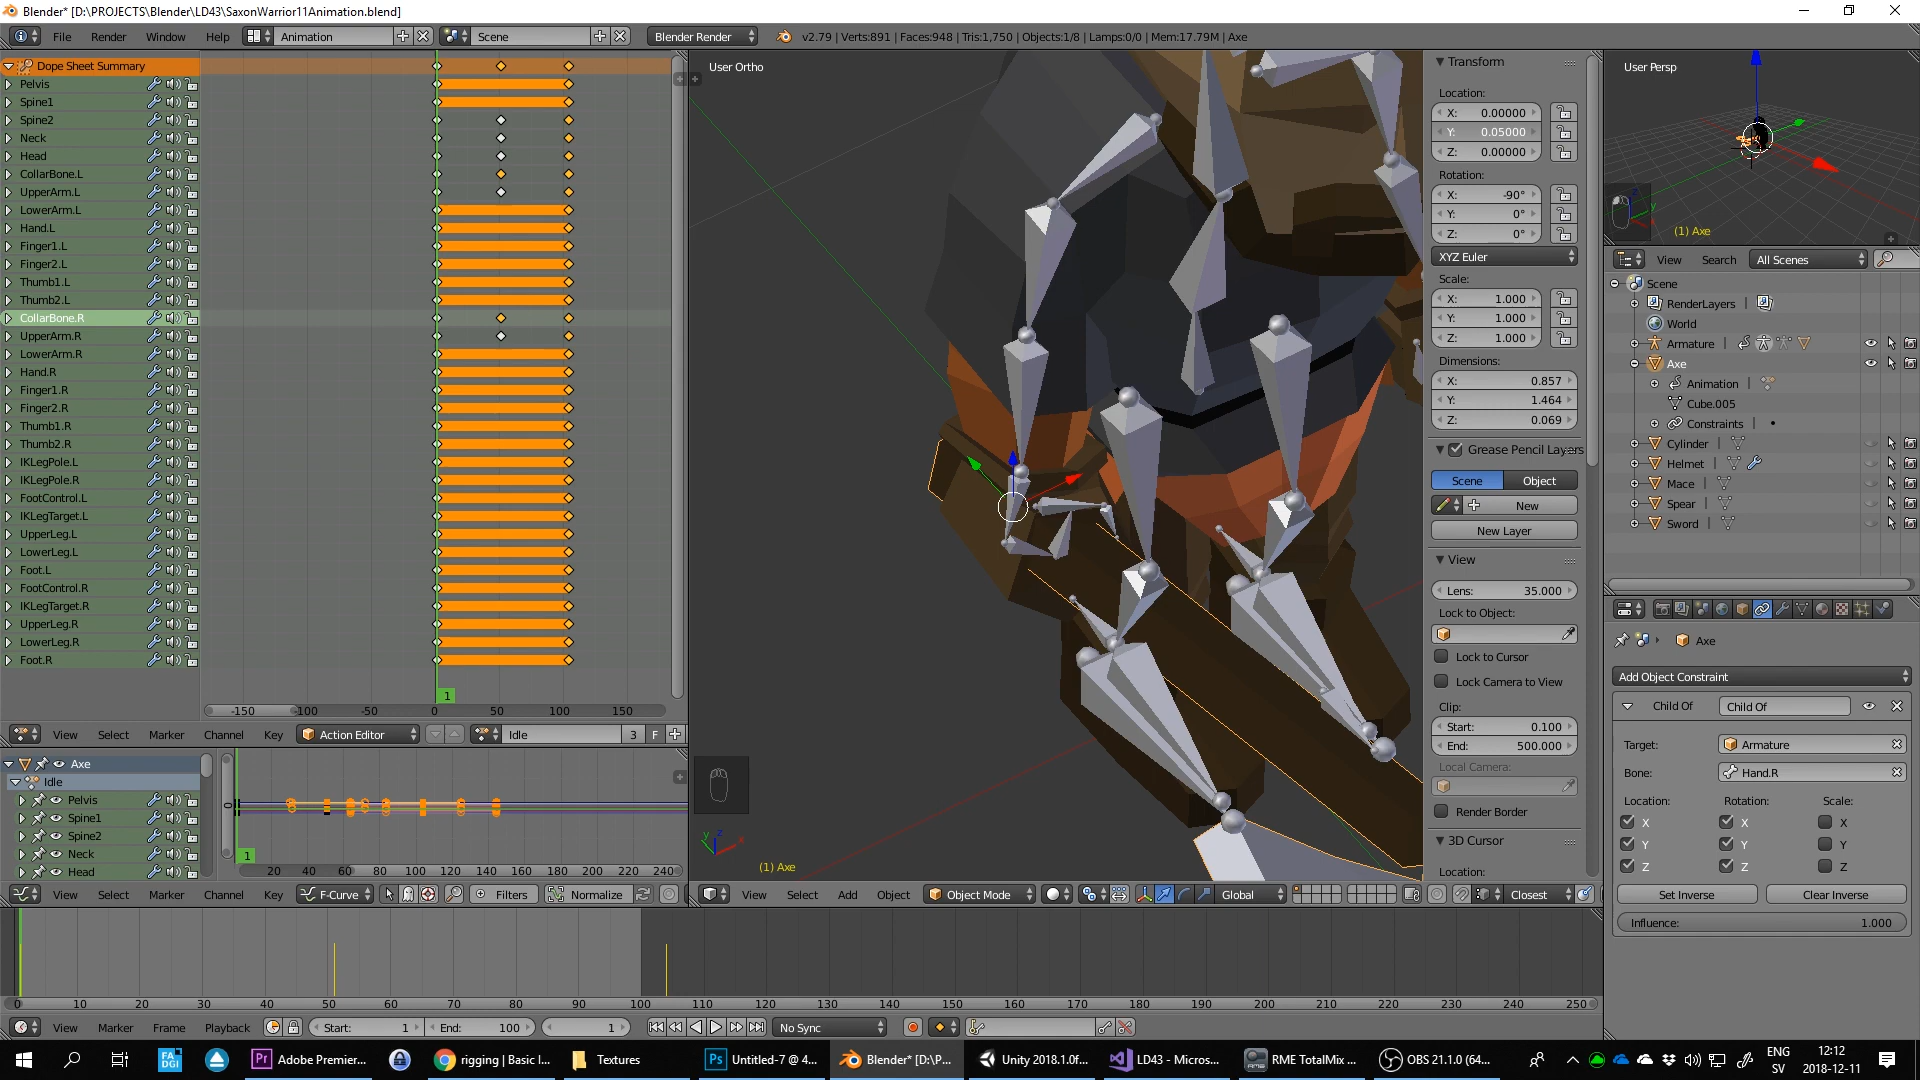 Blender* [D:\PROJECTS\Blender\LD43\SaxonWarrior11Animation.blend]
File Render Window Help Animation Scene Blender Render v2.79 | Verts:891 | Faces:948 | Tris:1,750 | Objects:1/8 | Lamps:0/0 | Mem:17.79M | Axe
Dope Sheet Summary
Pelvis
Spine1
Spine2
Neck
Head
CollarBone.L
UpperArm.L
LowerArm.L
Hand.L
Finger1.L
Finger2.L
Thumb1.L
Thumb2.L
CollarBone.R
UpperArm.R
LowerArm.R
Hand.R
Finger1.R
Finger2.R
Thumb1.R
Thumb2.R
IKLegPole.L
IKLegPole.R
FootControl.L
IKLegTarget.L
UpperLeg.L
LowerLeg.L
Foot.L
FootControl.R
IKLegTarget.R
UpperLeg.R
LowerLeg.R
Foot.R
1
-150 -100 -50 0 50 100 150
View Select Marker Channel Key Action Editor Idle 3 F
Axe
Idle
Pelvis
Spine1
Spine2
Neck
Head
0
1
20 40 60 80 100 120 140 160 180 200 220 240
View Select Marker Channel Key F-Curve Filters Normalize
User Ortho
(1) Axe
View Select Add Object Object Mode Global Closest
Transform
Location:
X: 0.00000
Y: 0.05000
Z: 0.00000
Rotation:
X: -90°
Y: 0°
Z: 0°
XYZ Euler
Scale:
X: 1.000
Y: 1.000
Z: 1.000
Dimensions:
X: 0.857
Y: 1.464
Z: 0.069
Grease Pencil Layers
Scene Object
New
New Layer
View
Lens: 35.000
Lock to Object:
Lock to Cursor
Lock Camera to View
Clip:
Start: 0.100
End: 500.000
Local Camera:
Render Border
3D Cursor
Location:
User Persp
(1) Axe
View Search All Scenes
Scene
RenderLayers
World
Armature
Axe
Animation
Cube.005
Constraints
Cylinder
Helmet
Mace
Spear
Sword
Axe
Add Object Constraint
Child Of Child Of
Target: Armature
Bone: Hand.R
Location: Rotation: Scale:
X X X
Y Y Y
Z Z Z
Set Inverse Clear Inverse
Influence: 1.000
0 10 20 30 40 50 60 70 80 90 100 110 120 130 140 150 160 170 180 190 200 210 220 230 240 250
View Marker Frame Playback Start: 1 End: 100 1 No Sync
FA DGI Pr Adobe Premier... rigging | Basic I... Textures Ps Untitled-7 @ 4... Blender* [D:\P... Unity 2018.1.0f... LD43 - Micros... RME TotalMix ... OBS 21.1.0 (64... ENG SV 12:12 2018-12-11